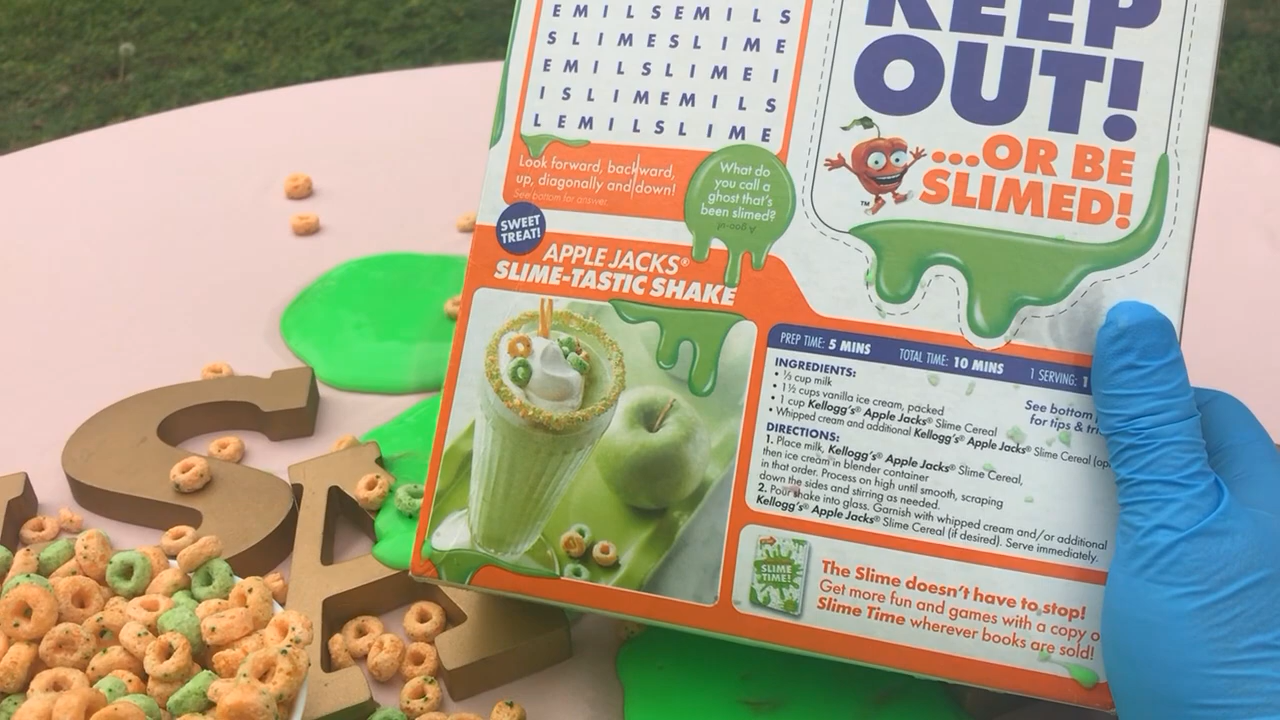 E M I L S E M I L S
S L I M E S L I M E
E M I L S L I M E I
I S L I M E M I L S
L E M I L S L I M E
Look forward, backward,
up, diagonally and down!
See bottom for answer.
What do
you call a
ghost that's
been slimed?
A goo-ul
KEEP
OUT!
...OR BE
SLIMED!
TM
SWEET
TREAT!
APPLE JACKS®
SLIME-TASTIC SHAKE
PREP TIME: 5 MINS TOTAL TIME: 10 MINS 1 SERVING: 1
INGREDIENTS:
• ⅓ cup milk
• 1½ cups vanilla ice cream, packed
• 1 cup Kellogg's® Apple Jacks® Slime Cereal
• Whipped cream and additional Kellogg's® Apple Jacks® Slime Cereal (op
See bottom
for tips & tri
DIRECTIONS:
1. Place milk, Kellogg's® Apple Jacks® Slime Cereal,
then ice cream in blender container
in that order. Process on high until smooth, scraping
down the sides and stirring as needed.
2. Pour shake into glass. Garnish with whipped cream and/or additional
Kellogg's® Apple Jacks® Slime Cereal (if desired). Serve immediately.
SLIME
TIME!
The Slime doesn't have to stop!
Get more fun and games with a copy o
Slime Time wherever books are sold!
S
A